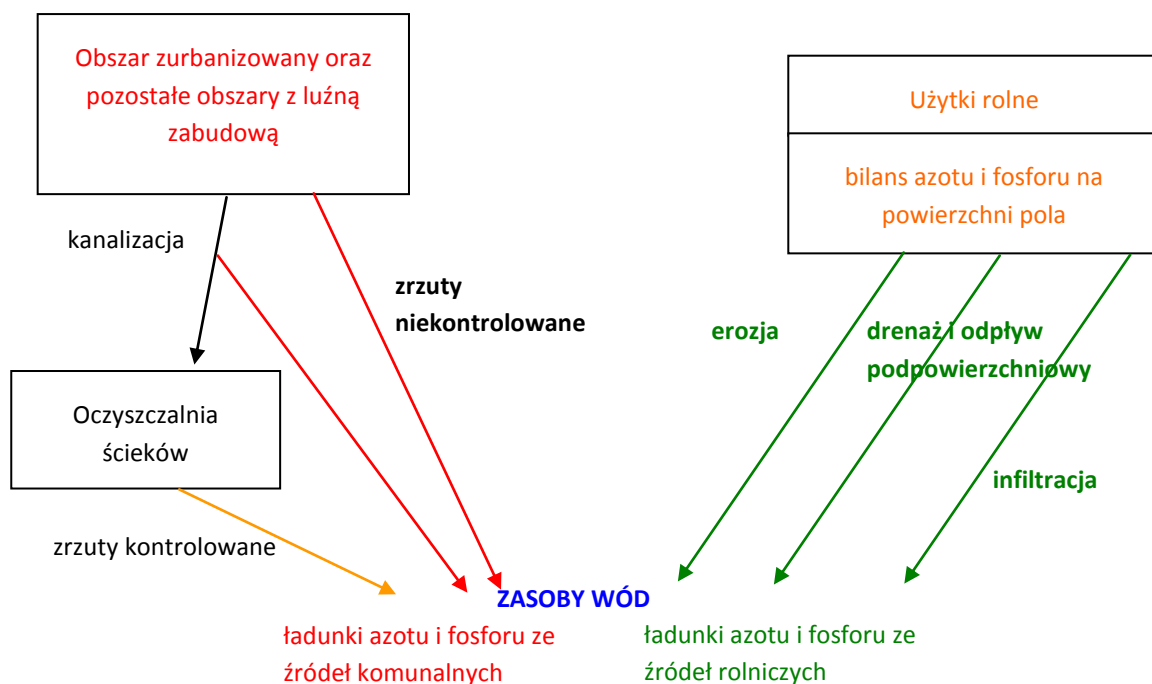 Obszar zurbanizowany oraz
pozostałe obszary z luźną
zabudową
Użytki rolne
bilans azotu i fosforu na
powierzchni pola
kanalizacja
zrzuty
niekontrolowane
erozja
drenaż i odpływ
podpowierzchniowy
Oczyszczalnia
ścieków
infiltracja
zrzuty kontrolowane
ZASOBY WÓD
ładunki azotu i fosforu ze
źródeł komunalnych
ładunki azotu i fosforu ze
źródeł rolniczych